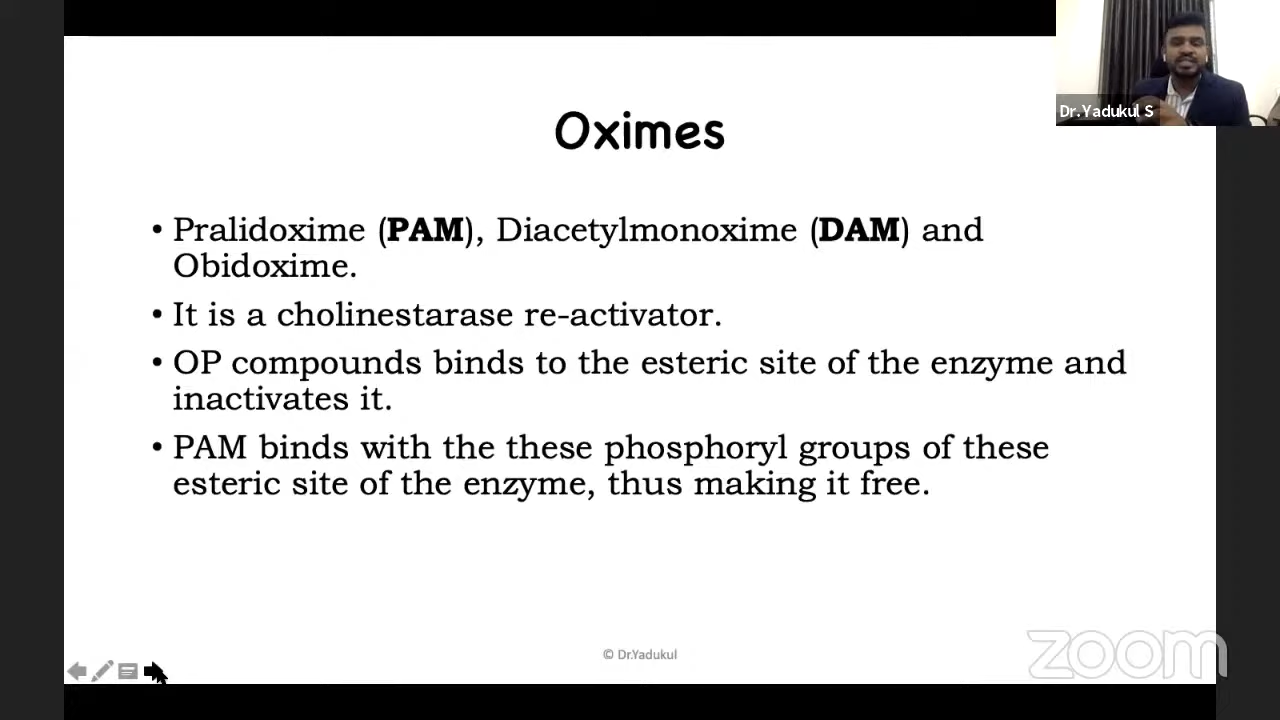 Dr.Yadukul S
Oximes
• Pralidoxime (PAM), Diacetylmonoxime (DAM) and
Obidoxime.
• It is a cholinestarase re-activator.
• OP compounds binds to the esteric site of the enzyme and
inactivates it.
• PAM binds with the these phosphoryl groups of these
esteric site of the enzyme, thus making it free.
© Dr.Yadukul
zoom